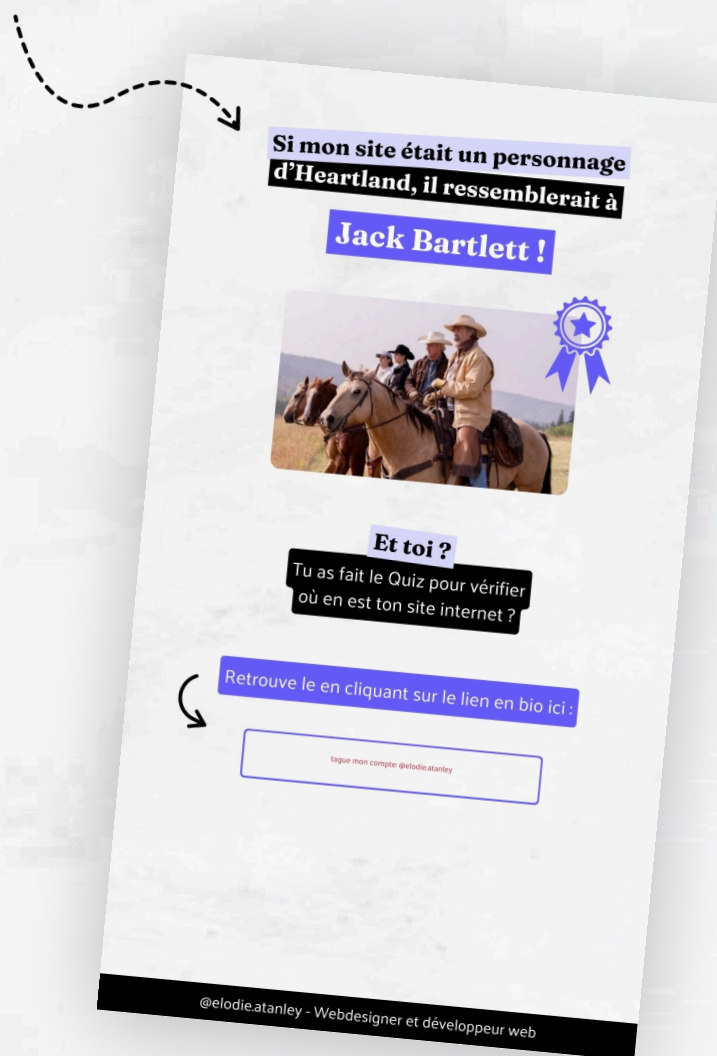 Si mon site était un personnage
d'Heartland, il ressemblerait à
Jack Bartlett !
Et toi ?
Tu as fait le Quiz pour vérifier
où en est ton site internet ?
Retrouve le en cliquant sur le lien en bio ici :
tague mon compte: @elodie.atanley
@elodie.atanley - Webdesigner et développeur web